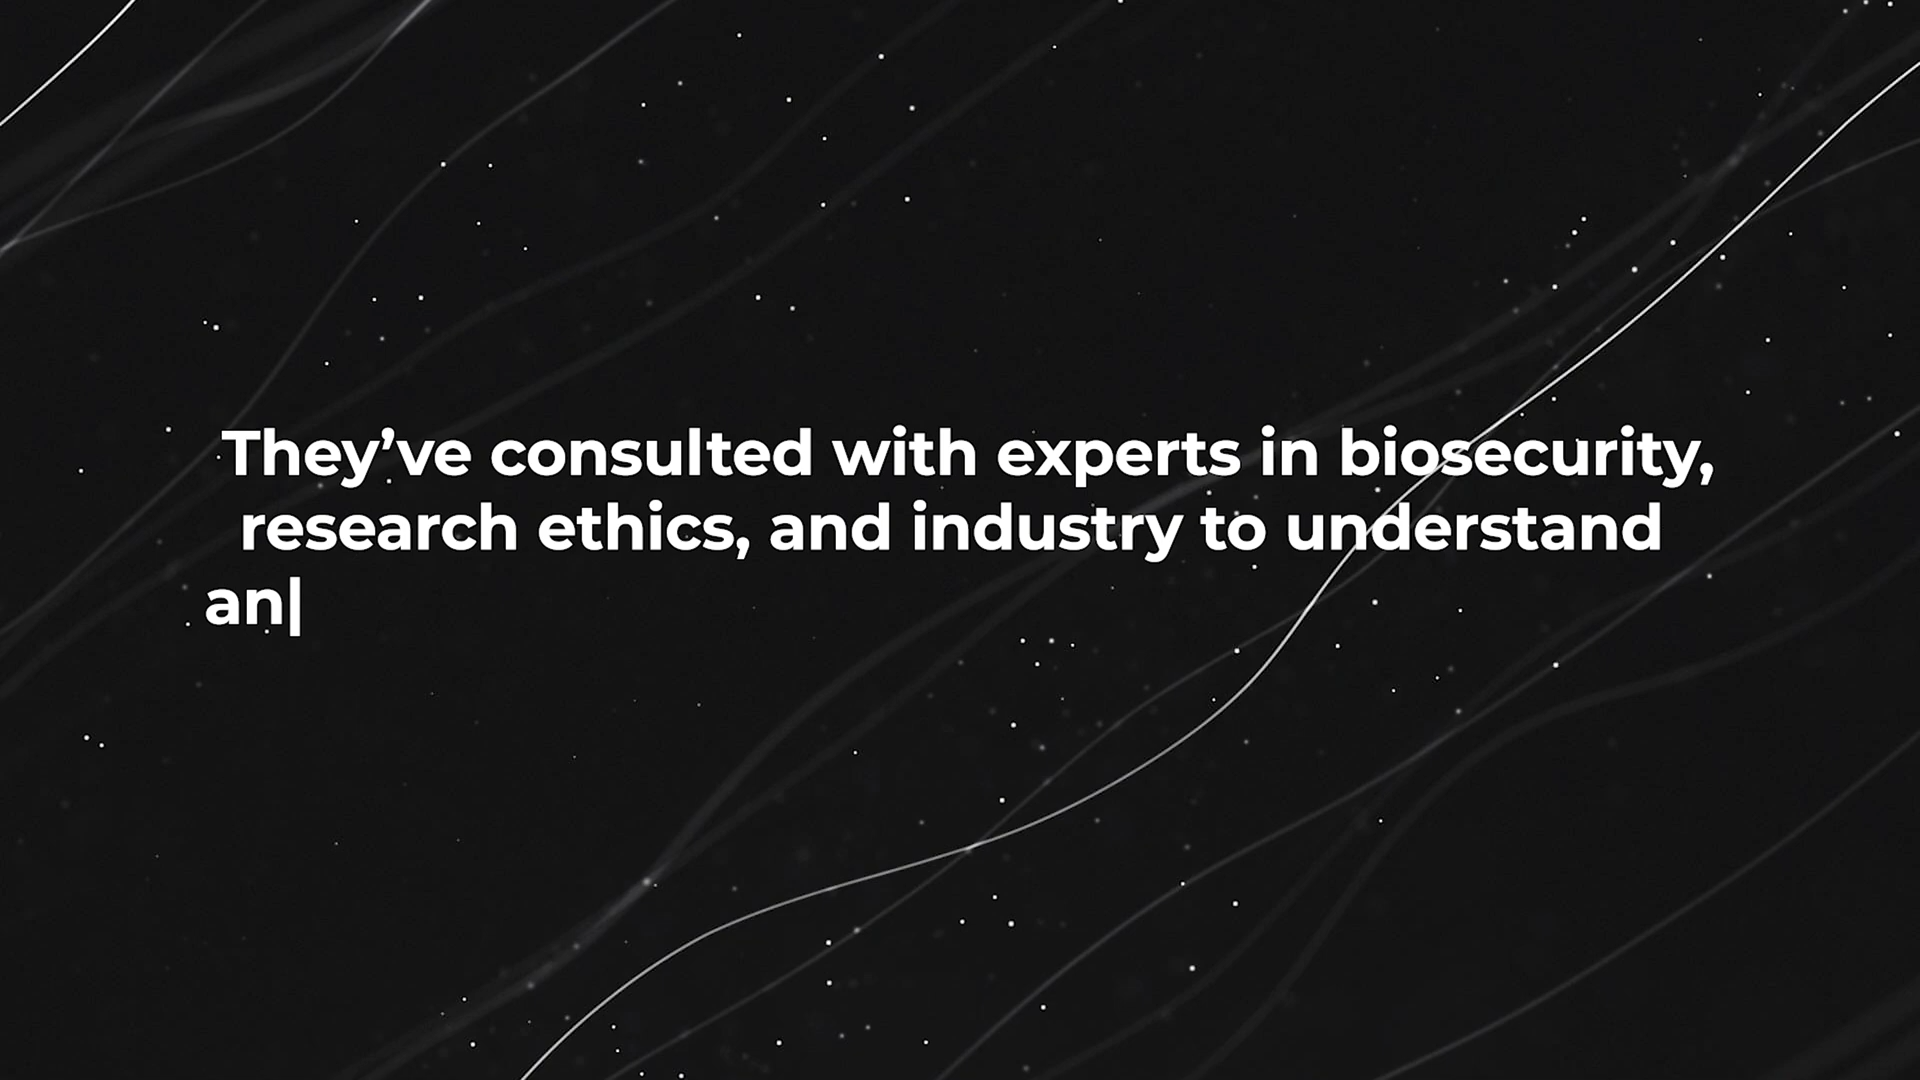 They’ve consulted with experts in biosecurity,
research ethics, and industry to understand
an|